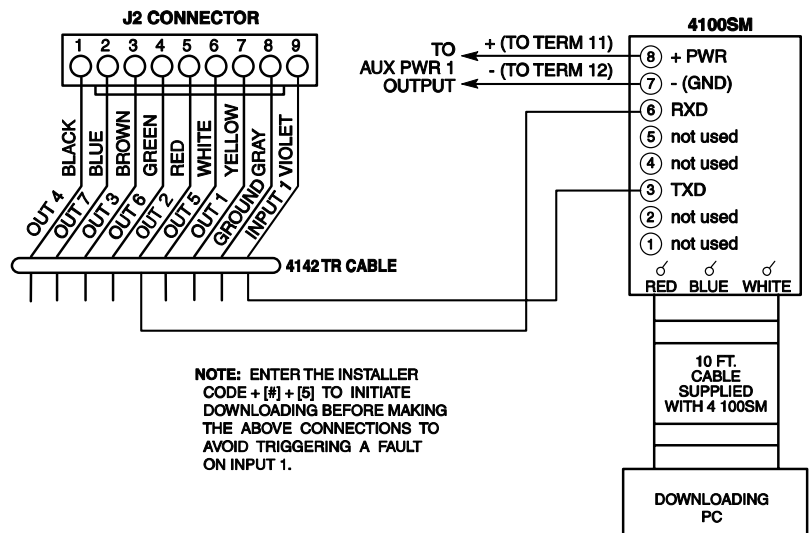 J2 CONNECTOR
1 2 3 4 5 6 7 8 9
BLACK
BLUE
BROWN
GREEN
RED
WHITE
YELLOW
GRAY
VIOLET
OUT 4
OUT 7
OUT 3
OUT 6
OUT 2
OUT 5
OUT 1
GROUND
INPUT 1
4142TR CABLE
TO
AUX PWR 1
OUTPUT
+ (TO TERM 11)
- (TO TERM 12)
4100SM
8 + PWR
7 - (GND)
6 RXD
5 not used
4 not used
3 TXD
2 not used
1 not used
RED BLUE WHITE
10 FT.
CABLE
SUPPLIED
WITH 4 100SM
DOWNLOADING
PC
NOTE: ENTER THE INSTALLER
CODE + [#] + [5] TO INITIATE
DOWNLOADING BEFORE MAKING
THE ABOVE CONNECTIONS TO
AVOID TRIGGERING A FAULT
ON INPUT 1.